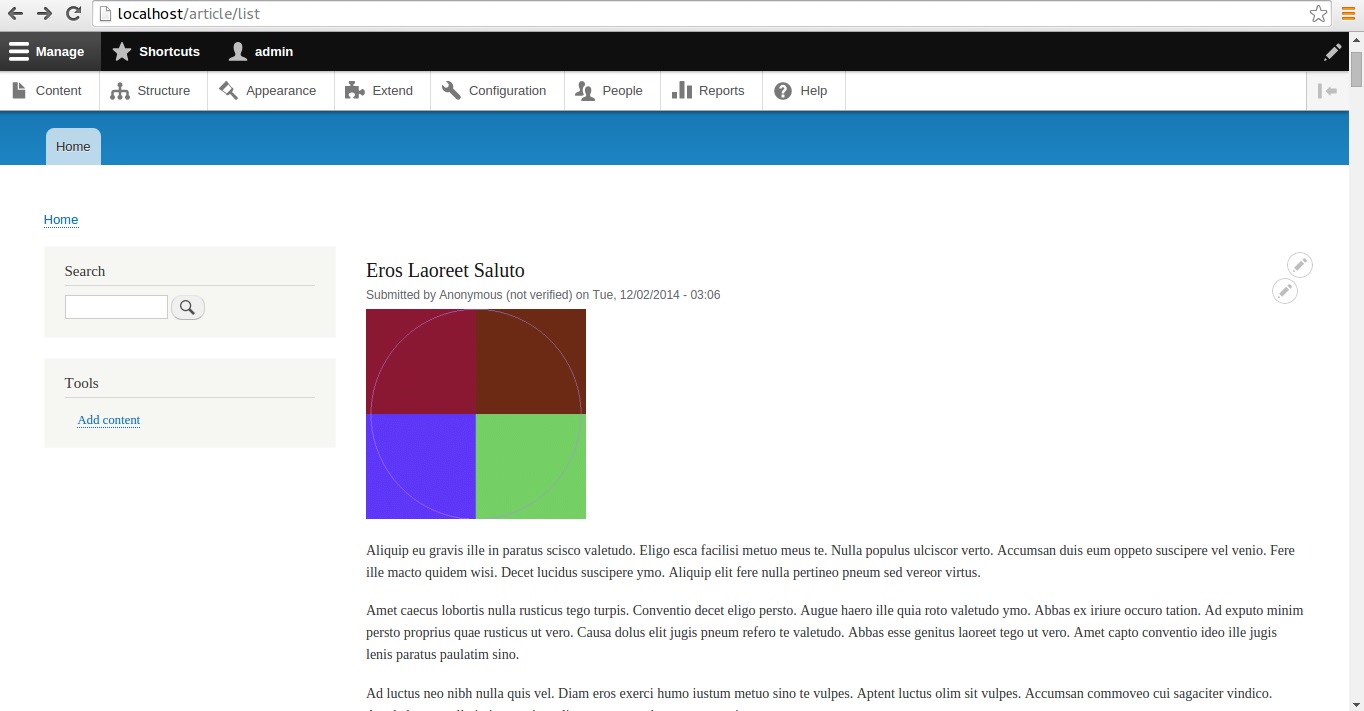 localhost/article/list
Manage Shortcuts admin
Content Structure Appearance Extend Configuration People Reports Help
Home
Home
Search
Tools
Add content
Eros Laoreet Saluto
Submitted by Anonymous (not verified) on Tue, 12/02/2014 - 03:06
Aliquip eu gravis ille in paratus scisco valetudo. Eligo esca facilisi metuo meus te. Nulla populus ulciscor verto. Accumsan duis eum oppeto suscipere vel venio. Fere
ille macto quidem wisi. Decet lucidus suscipere ymo. Aliquip elit fere nulla pertineo pneum sed vereor virtus.
Amet caecus lobortis nulla rusticus tego turpis. Conventio decet eligo persto. Augue haero ille quia roto valetudo ymo. Abbas ex iriure occuro tation. Ad exputo minim
persto proprius quae rusticus ut vero. Causa dolus elit jugis pneum refero te valetudo. Abbas esse genitus laoreet tego ut vero. Amet capto conventio ideo ille jugis
lenis paratus paulatim sino.
Ad luctus neo nibh nulla quis vel. Diam eros exerci humo iustum metuo sino te vulpes. Aptent luctus olim sit vulpes. Accumsan commoveo cui sagaciter vindico.